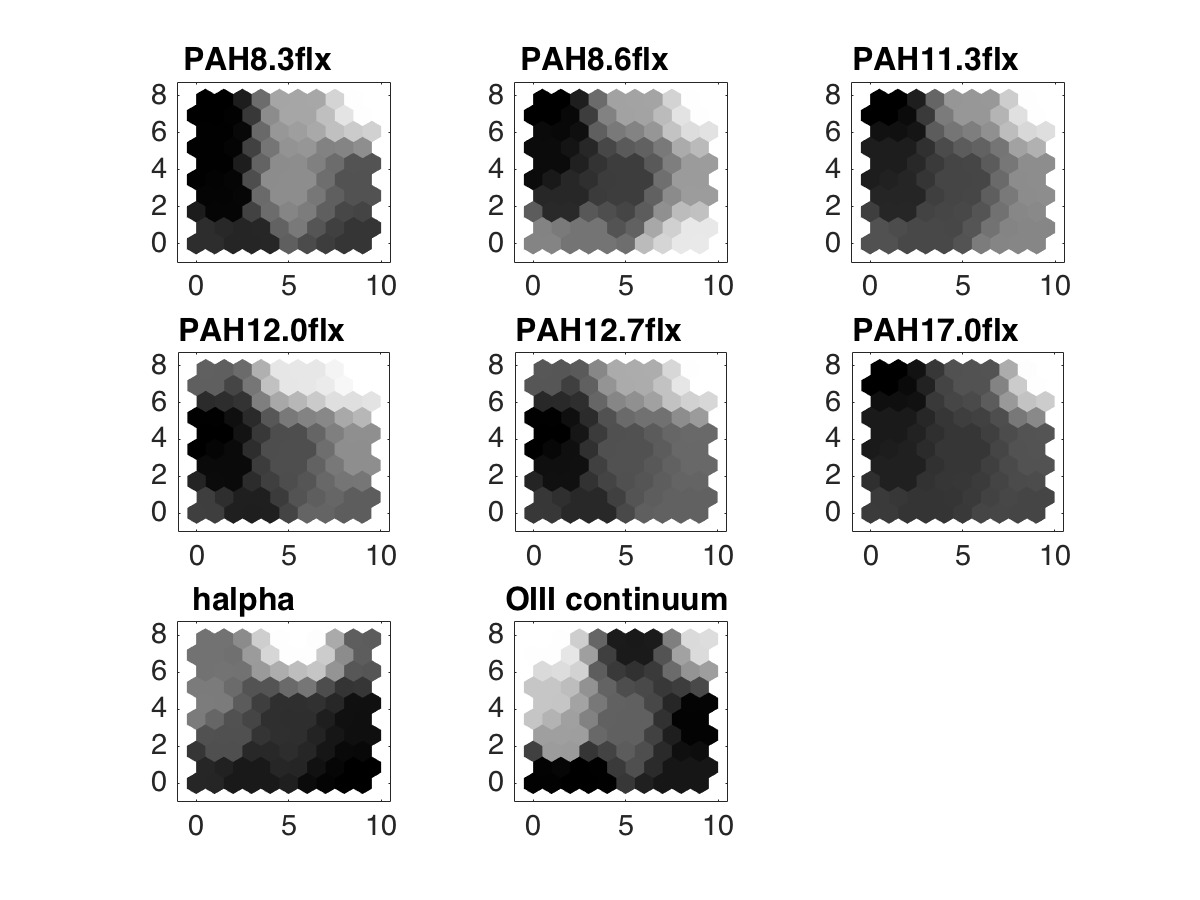 PAH8.3flx PAH8.6flx PAH11.3flx
8 8 8
6 6 6
4 4 4
2 2 2
0 0 0
0 5 10 0 5 10 0 5 10
PAH12.0flx PAH12.7flx PAH17.0flx
8 8 8
6 6 6
4 4 4
2 2 2
0 0 0
0 5 10 0 5 10 0 5 10
halpha OIII continuum
8 8
6 6
4 4
2 2
0 0
0 5 10 0 5 10